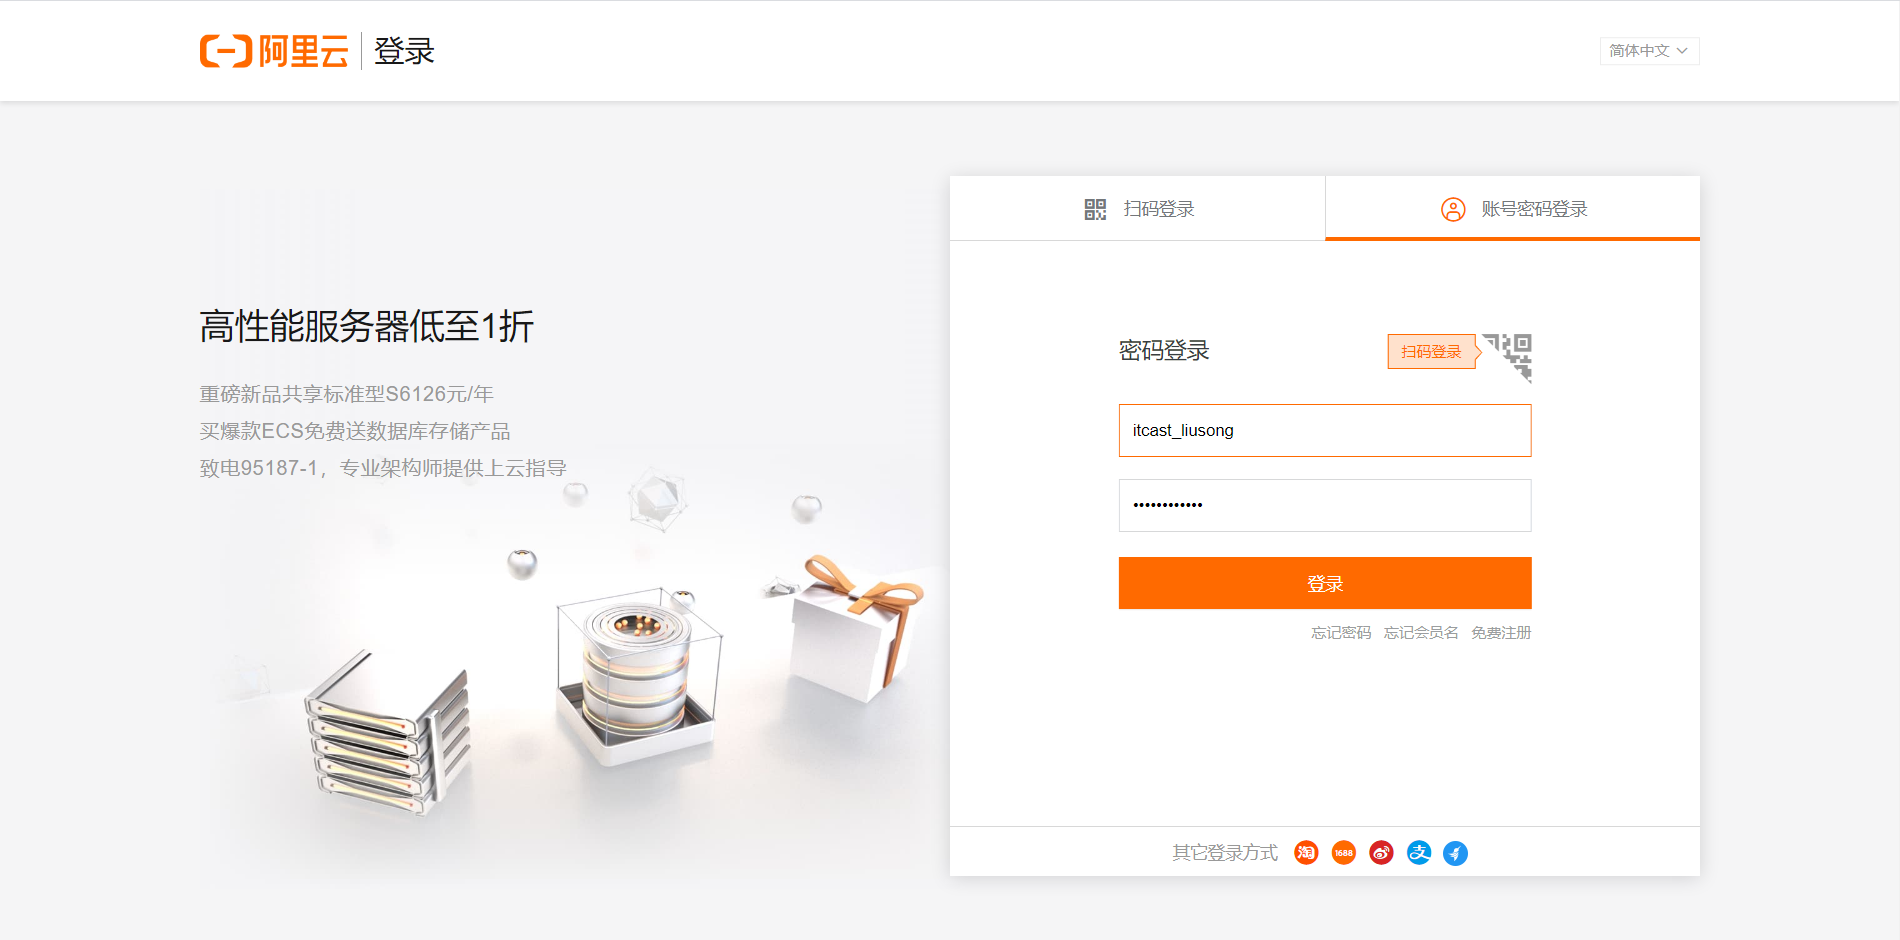 阿里云 登录
简体中文
扫码登录
账号密码登录
高性能服务器低至1折
重磅新品共享标准型S6126元/年
买爆款ECS免费送数据库存储产品
致电95187-1，专业架构师提供上云指导
密码登录
扫码登录
itcast_liusong
••••••••••••
登录
忘记密码 忘记会员名 免费注册
其它登录方式 淘 1688 支